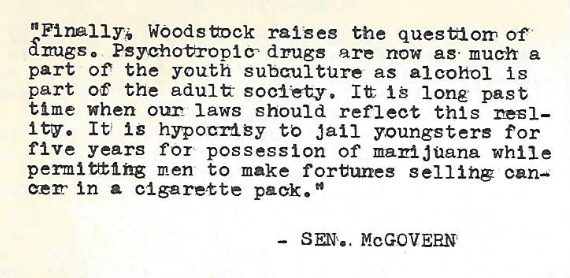 "Finally, Woodstock raises the question of
drugs. Psychotropic drugs are now as much a
part of the youth subculture as alcohol is
part of the adult society. It is long past
time when our laws should reflect this resl-
ity. It is hypocrisy to jail youngsters for
five years for possession of marijuana while
permitting men to make fortunes selling can-
cer in a cigarette pack."
- SEN. McGOVERN